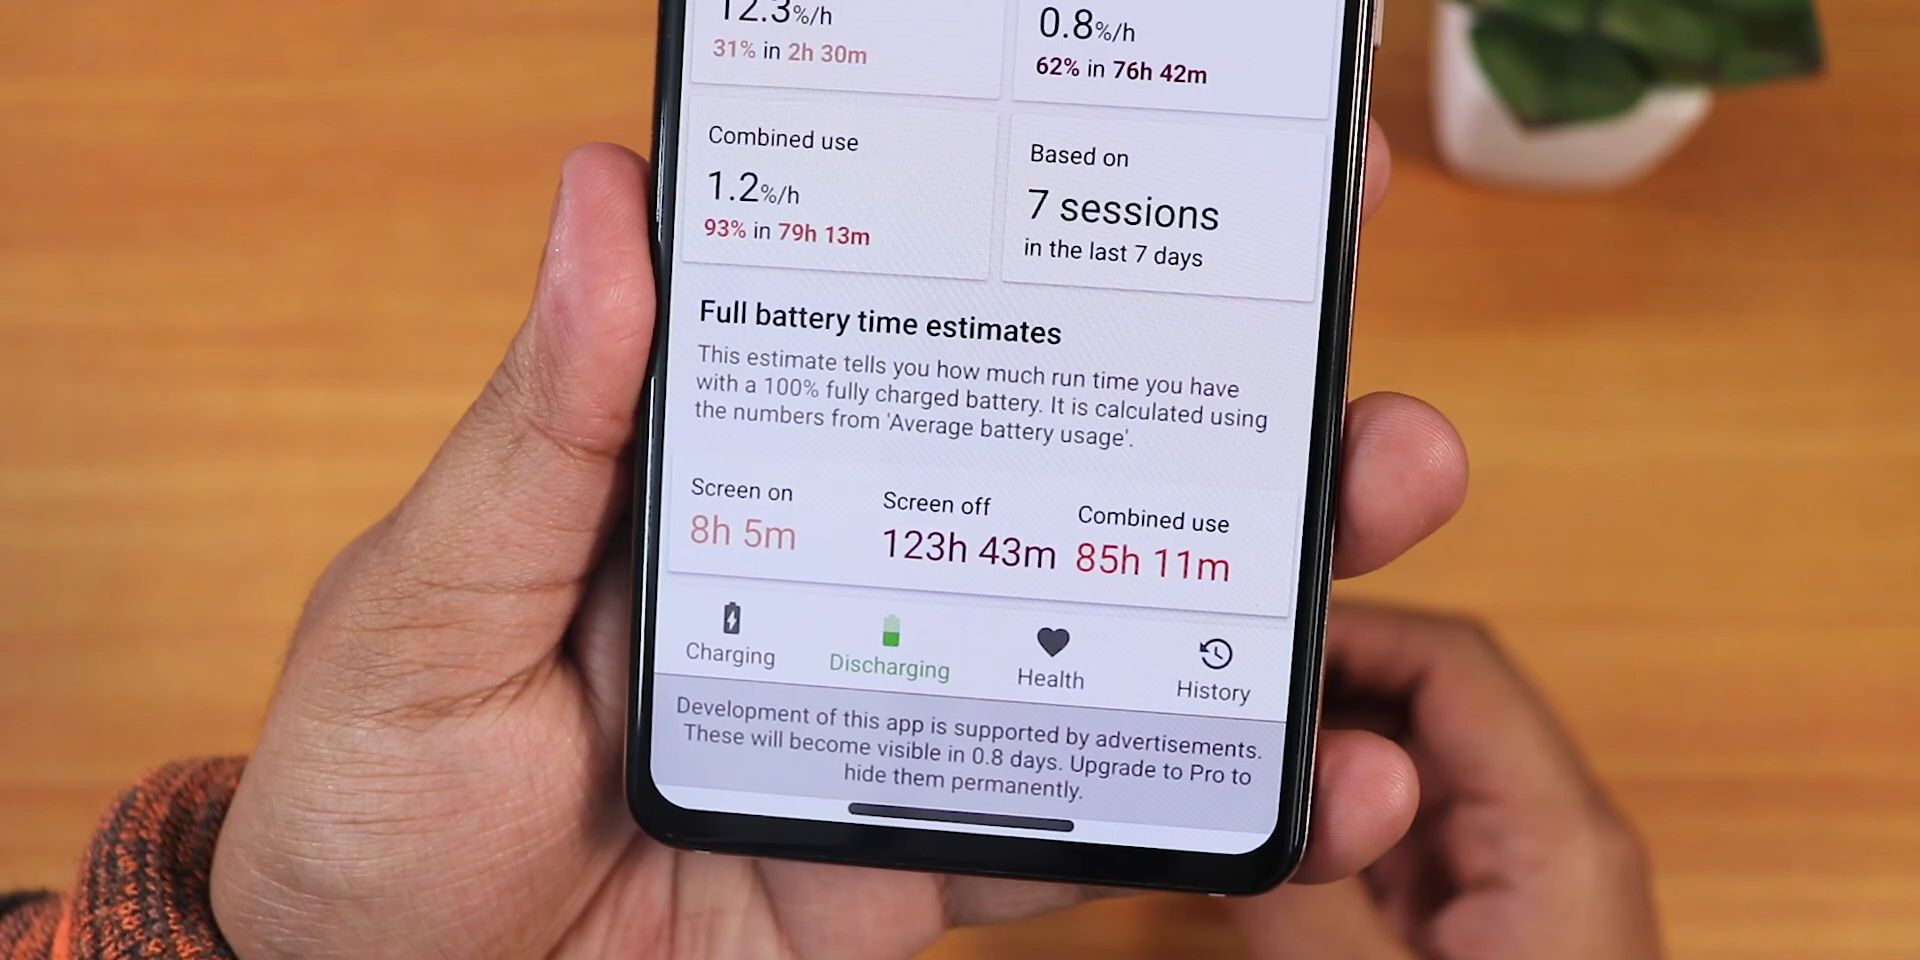 12.3%/h
31% in 2h 30m
0.8%/h
62% in 76h 42m
Combined use
1.2%/h
93% in 79h 13m
Based on
7 sessions
in the last 7 days
Full battery time estimates
This estimate tells you how much run time you have
with a 100% fully charged battery. It is calculated using
the numbers from 'Average battery usage'.
Screen on
8h 5m
Screen off
123h 43m
Combined use
85h 11m
Charging
Discharging
Health
History
Development of this app is supported by advertisements.
These will become visible in 0.8 days. Upgrade to Pro to
hide them permanently.